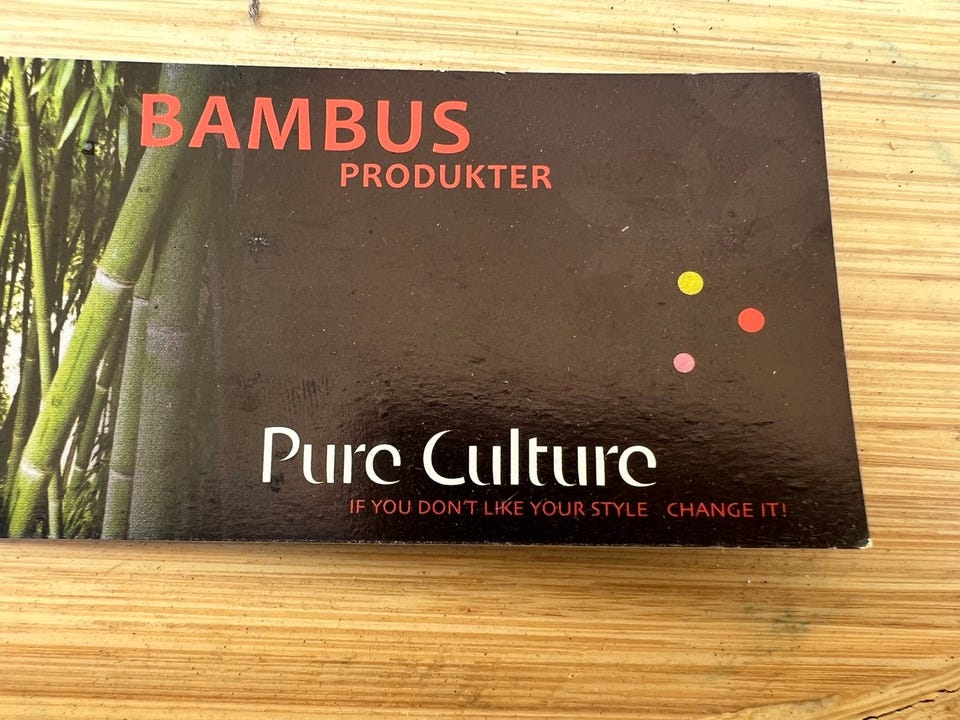 BAMBUS
PRODUKTER
Pure Culture
IF YOU DON'T LIKE YOUR STYLE CHANGE IT!